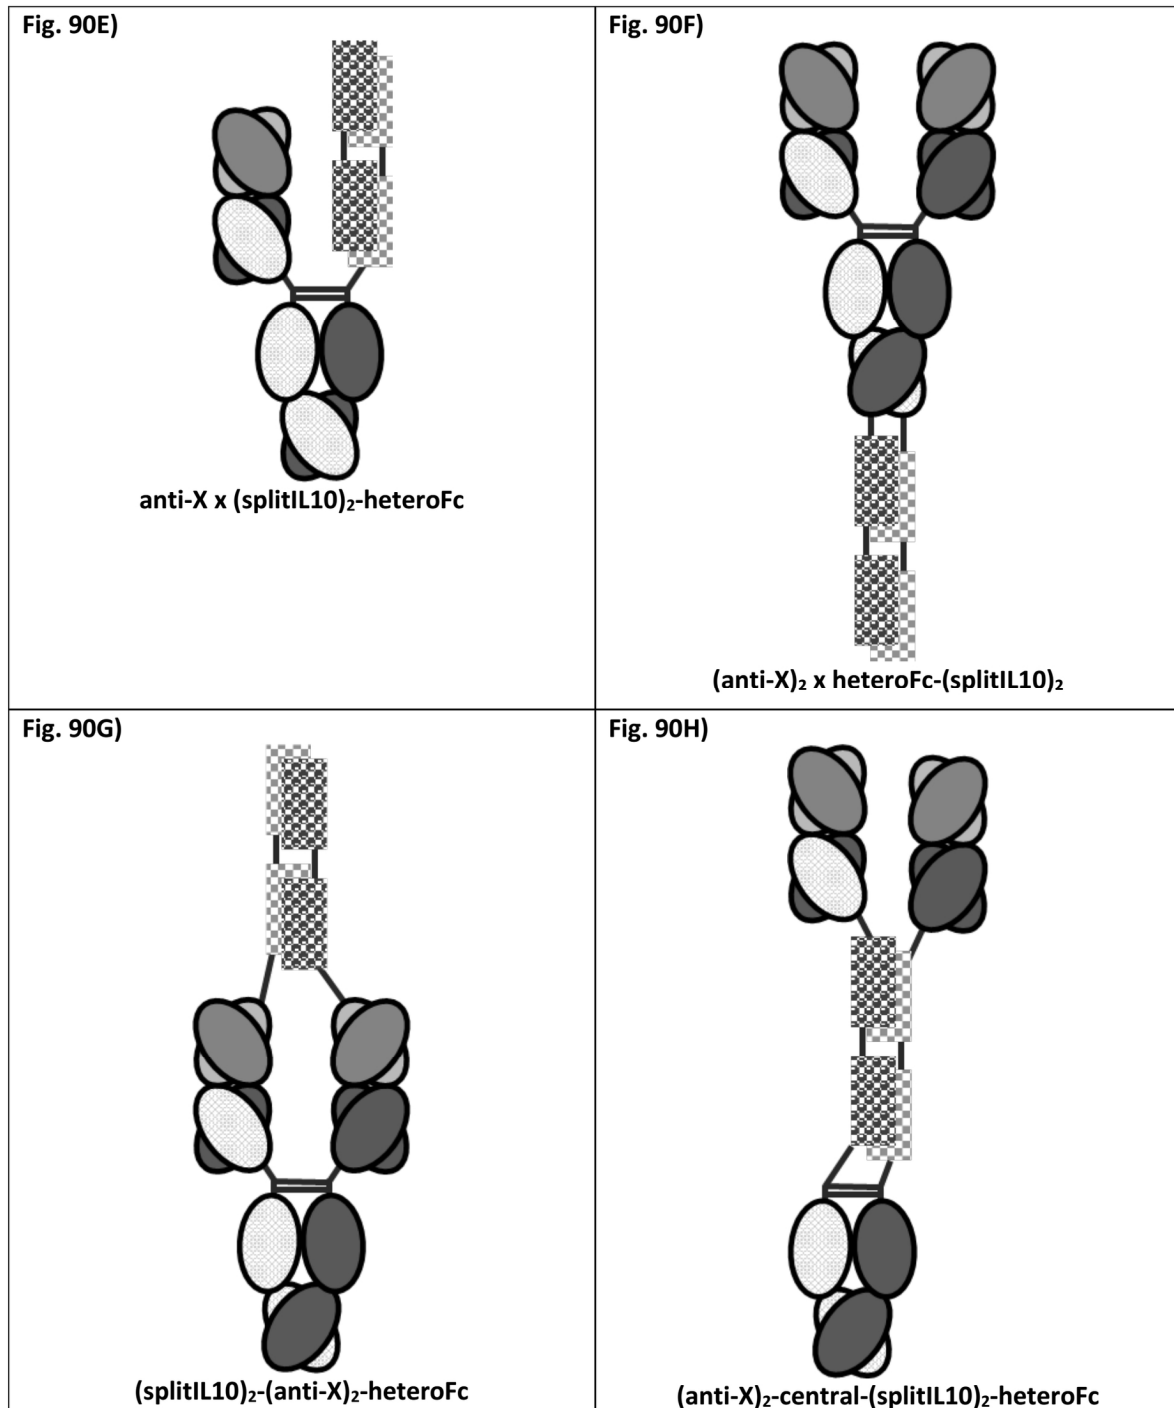 Fig. 90E)
anti-X x (splitIL10)₂-heteroFc
Fig. 90F)
(anti-X)₂ x heteroFc-(splitIL10)₂
Fig. 90G)
(splitIL10)₂-(anti-X)₂-heteroFc
Fig. 90H)
(anti-X)₂-central-(splitIL10)₂-heteroFc